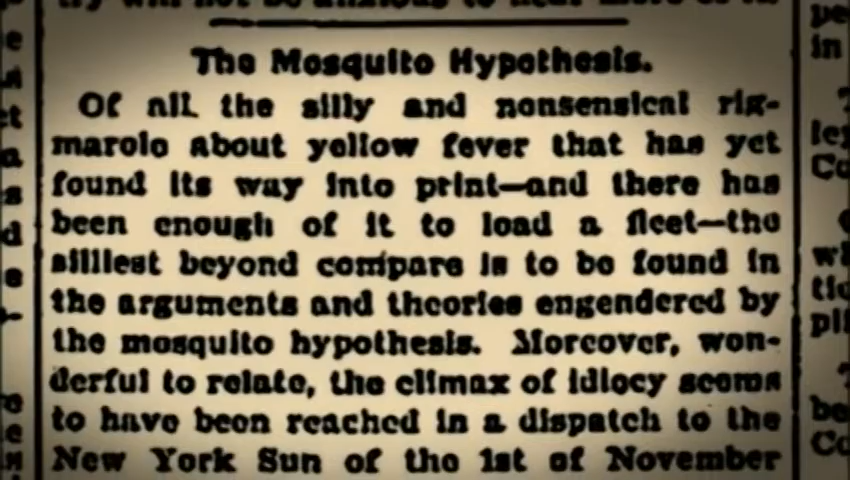 The Mosquito Hypothesis.
Of all the silly and nonsensical rig-
marole about yellow fever that has yet
found its way into print—and there has
been enough of it to load a fleet—the
silliest beyond compare is to be found in
the arguments and theories engendered by
the mosquito hypothesis. Moreover, won-
derful to relate, the climax of idiocy seems
to have been reached in a dispatch to the
New York Sun of the 1st of November